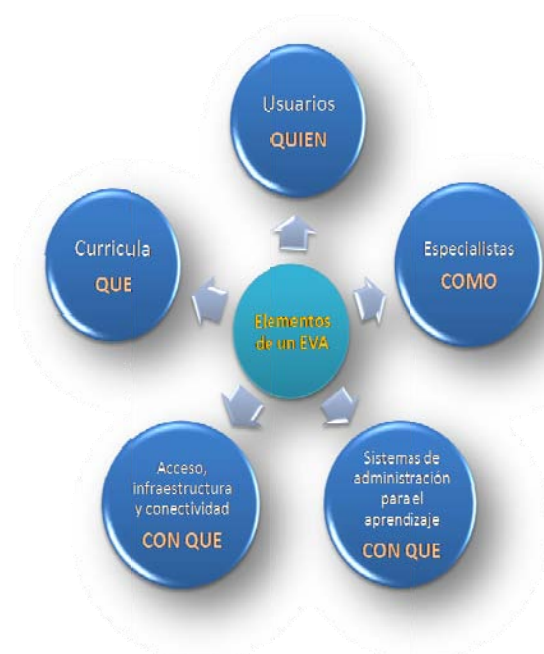 Usuarios
QUIEN
Curricula
QUE
Especialistas
COMO
Elementos
de un EVA
Acceso,
infraestructura
y conectividad
CON QUE
Sistemas de
administración
para el
aprendizaje
CON QUE